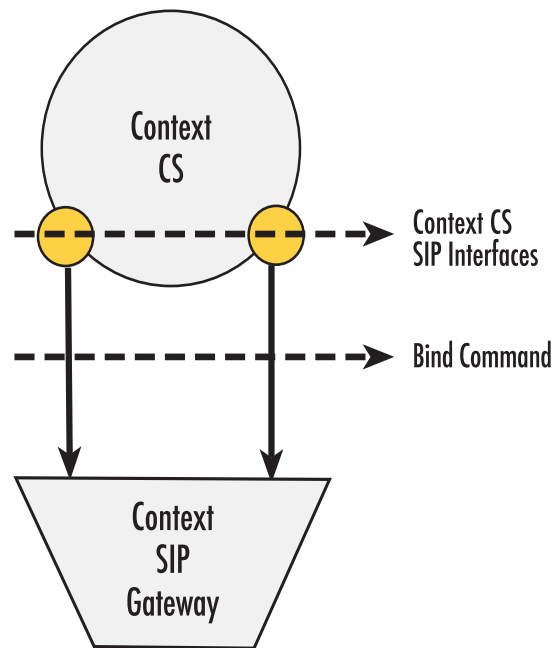 Context
CS
Context CS
SIP Interfaces
Bind Command
Context
SIP
Gateway